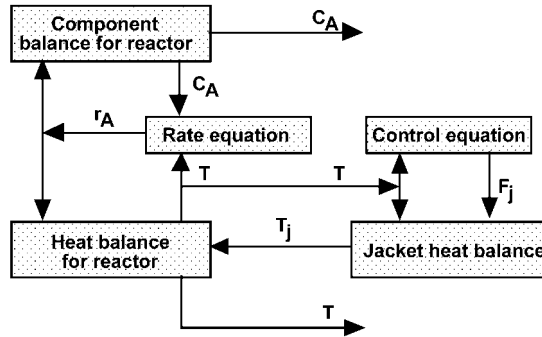 Component
balance for reactor
C_A
C_A
r_A
Rate equation
Control equation
T
T
F_j
Heat balance
for reactor
T_j
Jacket heat balance
T